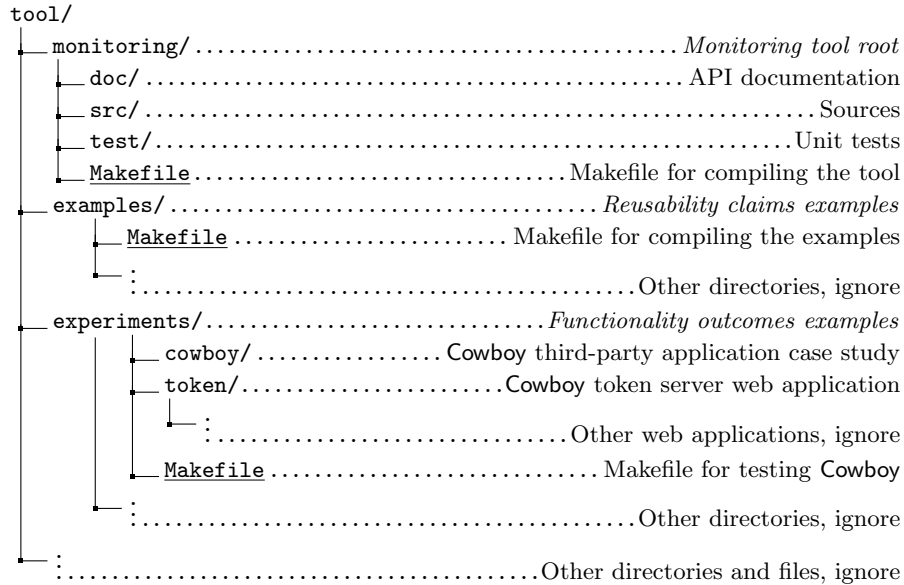 tool/
monitoring/ ........ Monitoring tool root
doc/ ........ API documentation
src/ ........ Sources
test/ ........ Unit tests
Makefile ........ Makefile for compiling the tool
examples/ ........ Reusability claims examples
Makefile ........ Makefile for compiling the examples
⋮ ........ Other directories, ignore
experiments/ ........ Functionality outcomes examples
cowboy/ ........ Cowboy third-party application case study
token/ ........ Cowboy token server web application
⋮ ........ Other web applications, ignore
Makefile ........ Makefile for testing Cowboy
⋮ ........ Other directories, ignore
⋮ ........ Other directories and files, ignore